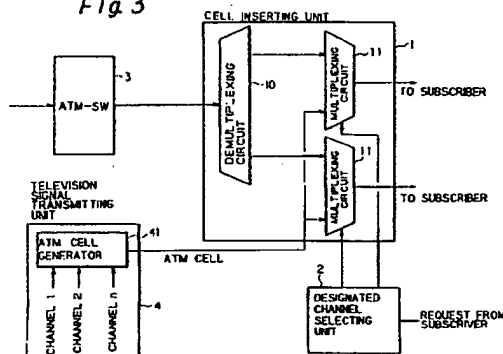 Fig. 3
CELL INSERTING UNIT
3
ATM-SW
DEMULTIPLEXING
CIRCUIT
10
MULTIPLEXING
CIRCUIT
11
1
TO SUBSCRIBER
MULTIPLEXING
CIRCUIT
11
TO SUBSCRIBER
TELEVISION
SIGNAL
TRANSMITTING
UNIT
ATM CELL
GENERATOR
41
ATM CELL
CHANNEL 1
CHANNEL 2
CHANNEL n
4
2
DESIGNATED
CHANNEL
SELECTING
UNIT
REQUEST FROM
SUBSCRIVER